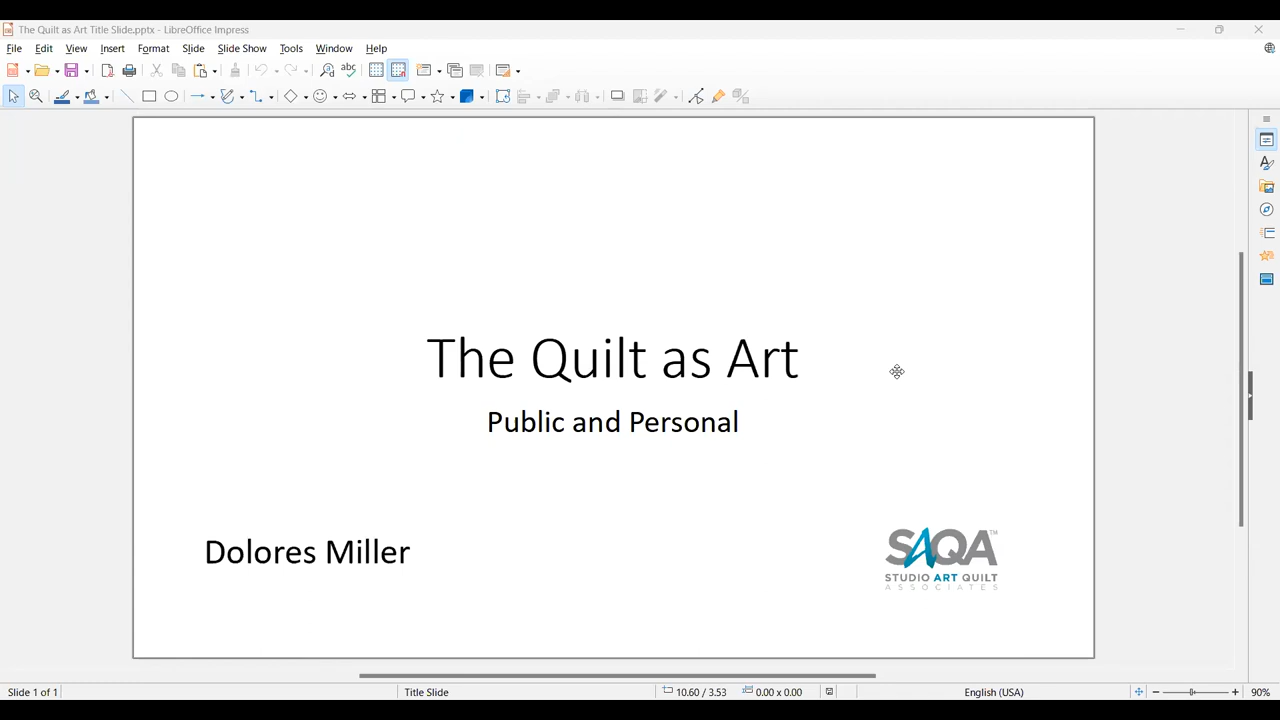 The Quilt as Art Title Slide.pptx - LibreOffice Impress
File Edit View Insert Format Slide Slide Show Tools Window Help
abc
The Quilt as Art
Public and Personal
Dolores Miller
SAQA™
STUDIO ART QUILT
ASSOCIATES
Slide 1 of 1 Title Slide 10.60 / 3.53 0.00 x 0.00 English (USA) 90%